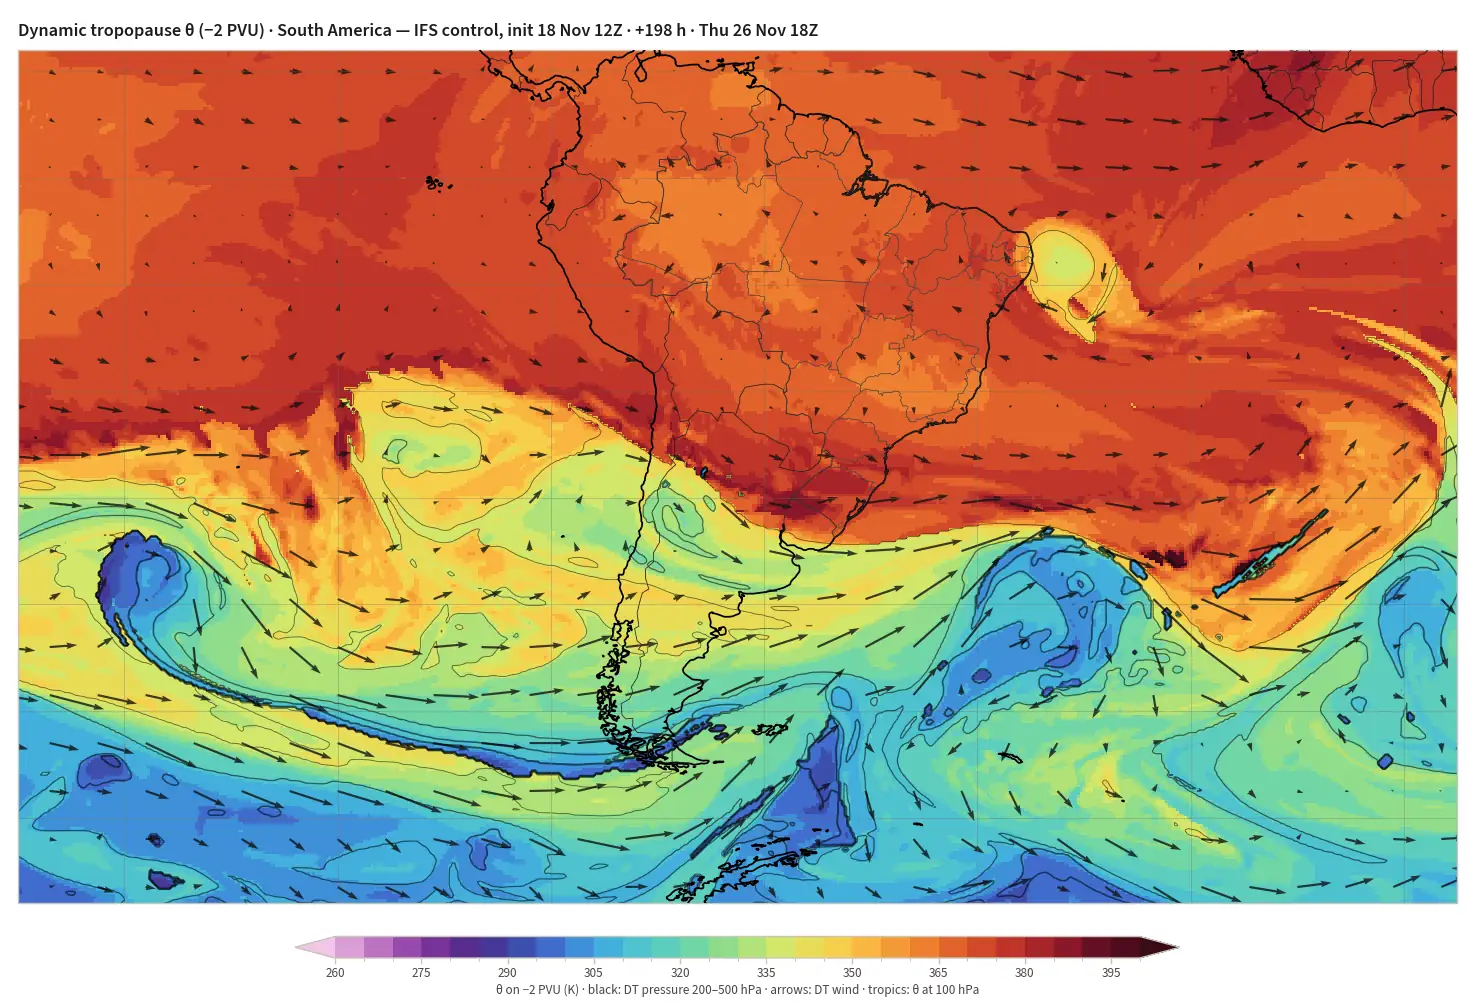 Dynamic tropopause θ (−2 PVU) · South America — IFS control, init 18 Nov 12Z · +198 h · Thu 26 Nov 18Z
260 275 290 305 320 335 350 365 380 395
θ on −2 PVU (K) · black: DT pressure 200–500 hPa · arrows: DT wind · tropics: θ at 100 hPa